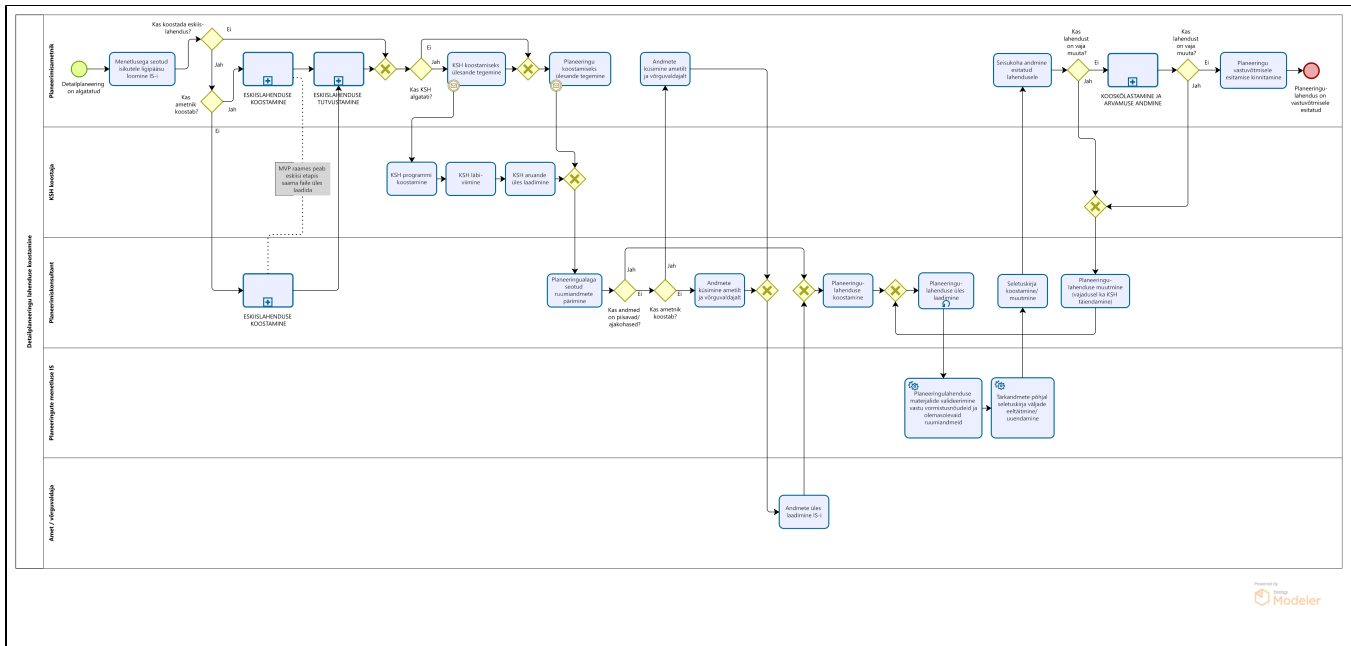 Detailplaneeringu lahenduse koostamine
Planeerimisametnik
Detailplaneering
on algatatud
Menetlusega seotud
isikutele ligipääsu
loomine IS-i
Kas koostada eskiis-
lahendus?
Ei
Jah
Kas
ametnik
koostab?
Jah
Ei
ESKIISLAHENDUSE
KOOSTAMINE
ESKIISLAHENDUSE
TUTVUSTAMINE
Kas KSH
algatati?
Ei
Jah
KSH koostamiseks
ülesande tegemine
Planeeringu
koostamiseks
ülesande tegemine
Andmete
küsimine ametilt
ja võrguvaldajalt
Seisukoha andmine
esitatud
lahendusele
Kas
lahendust
on vaja
muuta?
Ei
Jah
KOOSKÕLASTAMINE JA
ARVAMUSE ANDMINE
Kas
lahendust
on vaja
muuta?
Ei
Jah
Planeeringu
vastuvõtmisele
esitamise kinnitamine
Planeeringu-
lahendus on
vastuvõtmisele
esitatud
KSH koostaja
MVP raames peab
eskiisi etapis
saama faile üles
laadida
KSH programmi
koostamine
KSH läbi-
viimine
KSH aruande
üles laadimine
Planeerimiskonsultant
ESKIISLAHENDUSE
KOOSTAMINE
Planeeringualaga
seotud
ruumiandmete
pärimine
Jah
Ei
Kas andmed
on piisavad/
ajakohased?
Jah
Ei
Kas ametnik
koostab?
Andmete
küsimine ametilt
ja võrguvaldajalt
Planeeringu-
lahenduse
koostamine
Planeeringu-
lahenduse üles
laadimine
Seletuskirja
koostamine/
muutmine
Planeeringu-
lahenduse muutmine
(vajadusel ka KSH
täiendamine)
Planeeringute menetluse IS
Planeeringulahenduse
materjalide valideerimine
vastu vormistusnõudeid ja
olemasolevaid
ruumiandmeid
Tärkandmete põhjal
seletuskirja väljade
eeltäitmine/
uuendamine
Amet / võrguvaldaja
Andmete üles
laadimine IS-i
Powered by
bizagi
Modeler